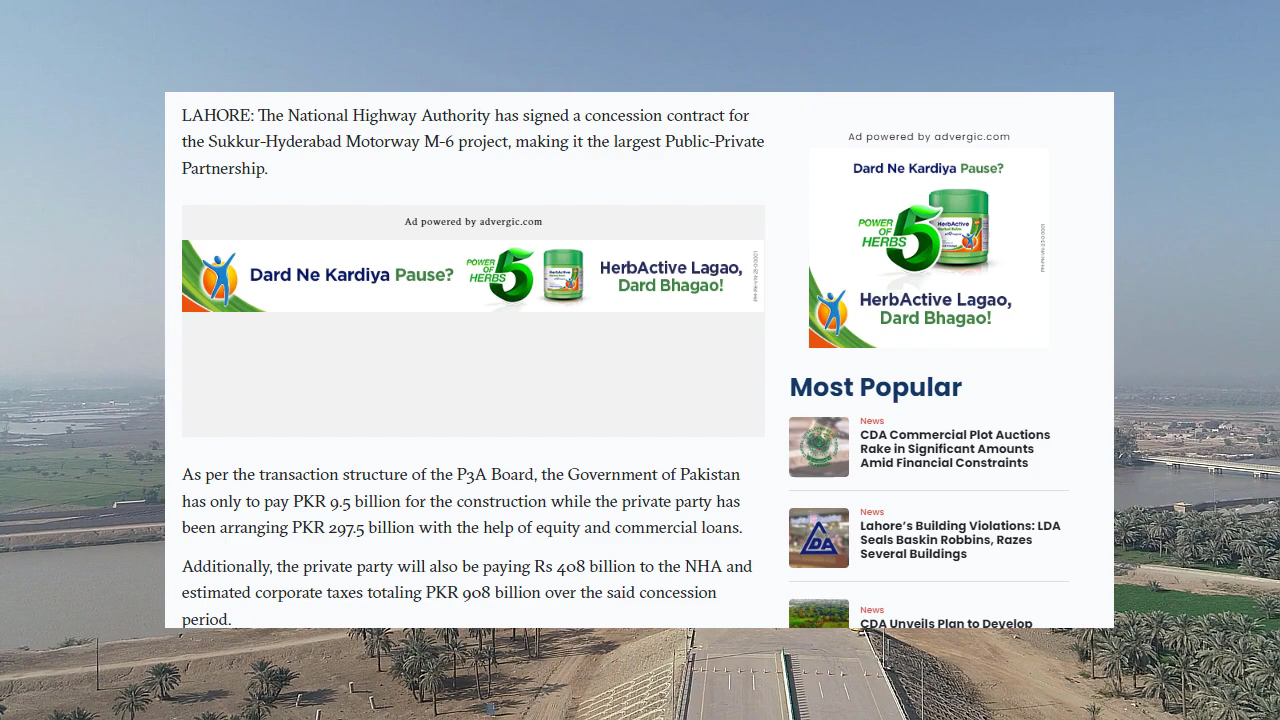 LAHORE: The National Highway Authority has signed a concession contract for
the Sukkur-Hyderabad Motorway M-6 project, making it the largest Public-Private
Partnership.
Ad powered by advergic.com
Dard Ne Kardiya Pause?
POWER
OF
HERBS
5
HerbActive
HerbActive Lagao,
Dard Bhagao!
As per the transaction structure of the P3A Board, the Government of Pakistan
has only to pay PKR 9.5 billion for the construction while the private party has
been arranging PKR 297.5 billion with the help of equity and commercial loans.
Additionally, the private party will also be paying Rs 408 billion to the NHA and
estimated corporate taxes totaling PKR 908 billion over the said concession
period.
Ad powered by advergic.com
Dard Ne Kardiya Pause?
POWER
OF
HERBS
5
HerbActive
HerbActive Lagao,
Dard Bhagao!
Most Popular
News
CDA Commercial Plot Auctions
Rake in Significant Amounts
Amid Financial Constraints
LDA
News
Lahore's Building Violations: LDA
Seals Baskin Robbins, Razes
Several Buildings
News
CDA Unveils Plan to Develop